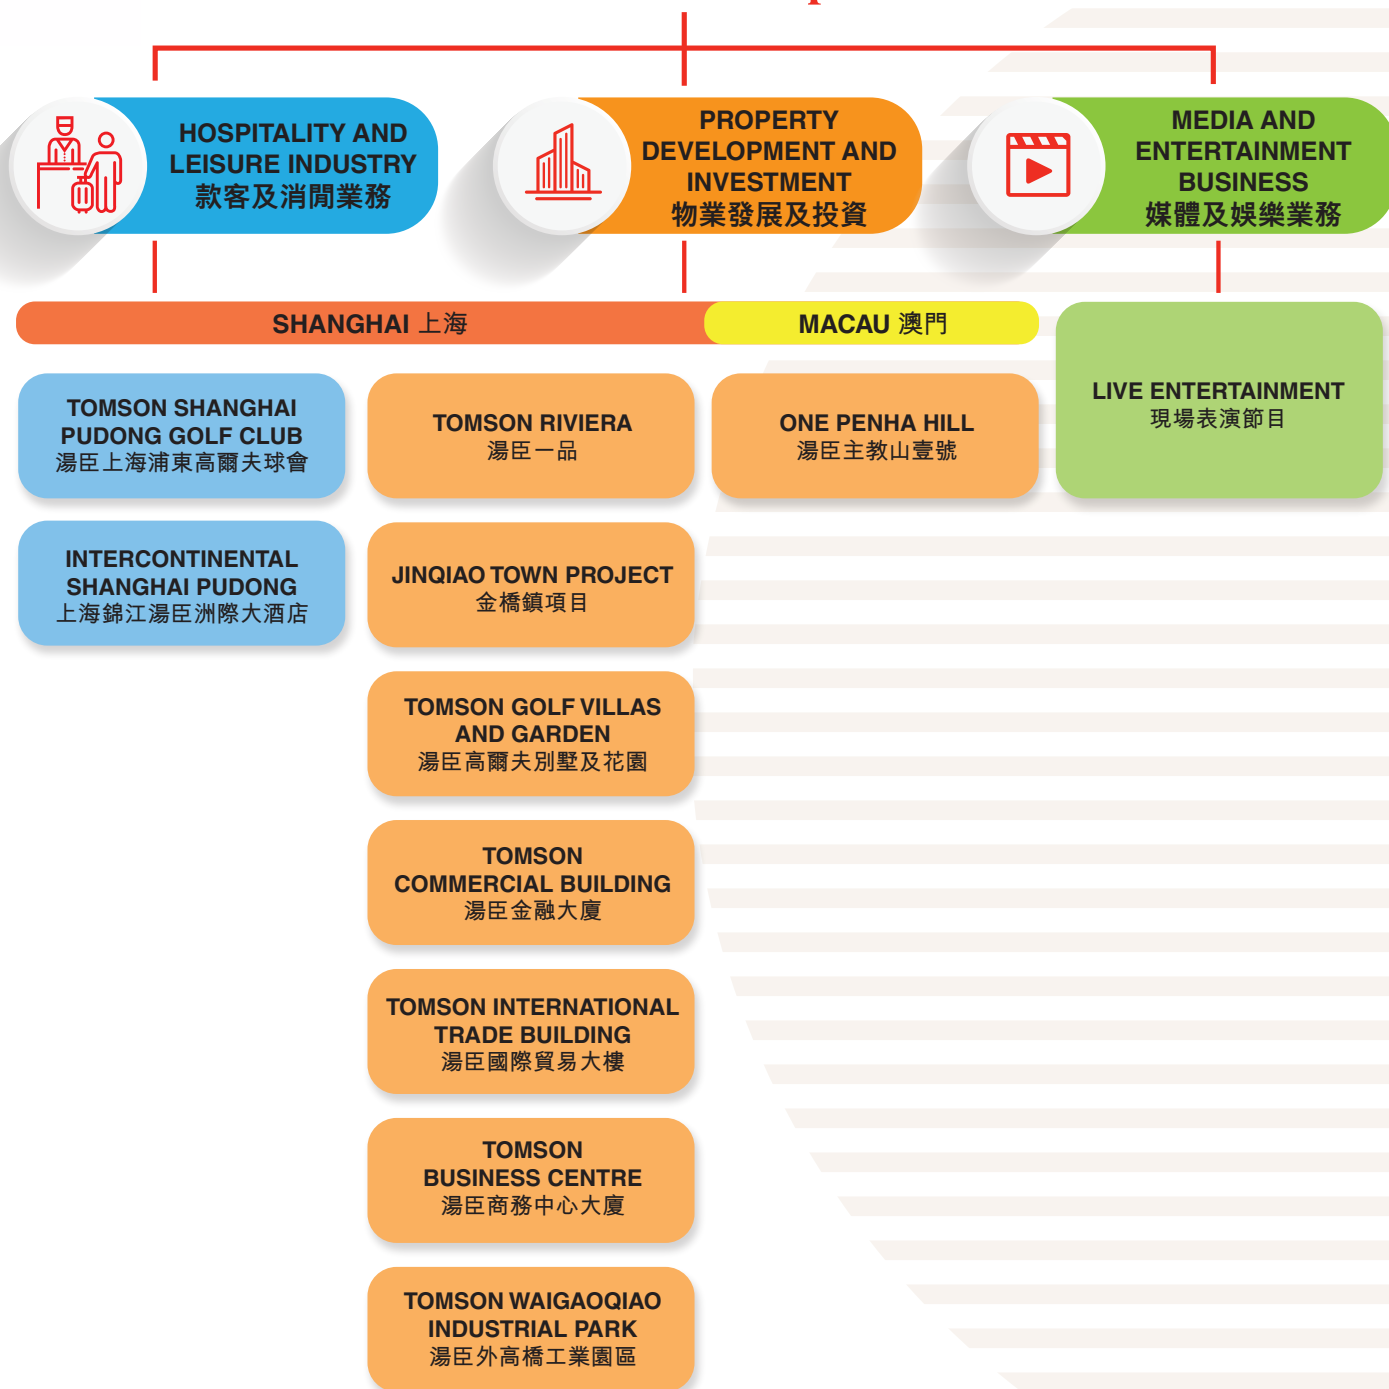 HOSPITALITY AND
LEISURE INDUSTRY
款客及消閒業務
PROPERTY
DEVELOPMENT AND
INVESTMENT
物業發展及投資
MEDIA AND
ENTERTAINMENT
BUSINESS
媒體及娛樂業務
SHANGHAI 上海
MACAU 澳門
TOMSON SHANGHAI
PUDONG GOLF CLUB
湯臣上海浦東高爾夫球會
TOMSON RIVIERA
湯臣一品
ONE PENHA HILL
湯臣主教山壹號
LIVE ENTERTAINMENT
現場表演節目
INTERCONTINENTAL
SHANGHAI PUDONG
上海錦江湯臣洲際大酒店
JINQIAO TOWN PROJECT
金橋鎮項目
TOMSON GOLF VILLAS
AND GARDEN
湯臣高爾夫別墅及花園
TOMSON
COMMERCIAL BUILDING
湯臣金融大廈
TOMSON INTERNATIONAL
TRADE BUILDING
湯臣國際貿易大樓
TOMSON
BUSINESS CENTRE
湯臣商務中心大廈
TOMSON WAIGAOQIAO
INDUSTRIAL PARK
湯臣外高橋工業園區